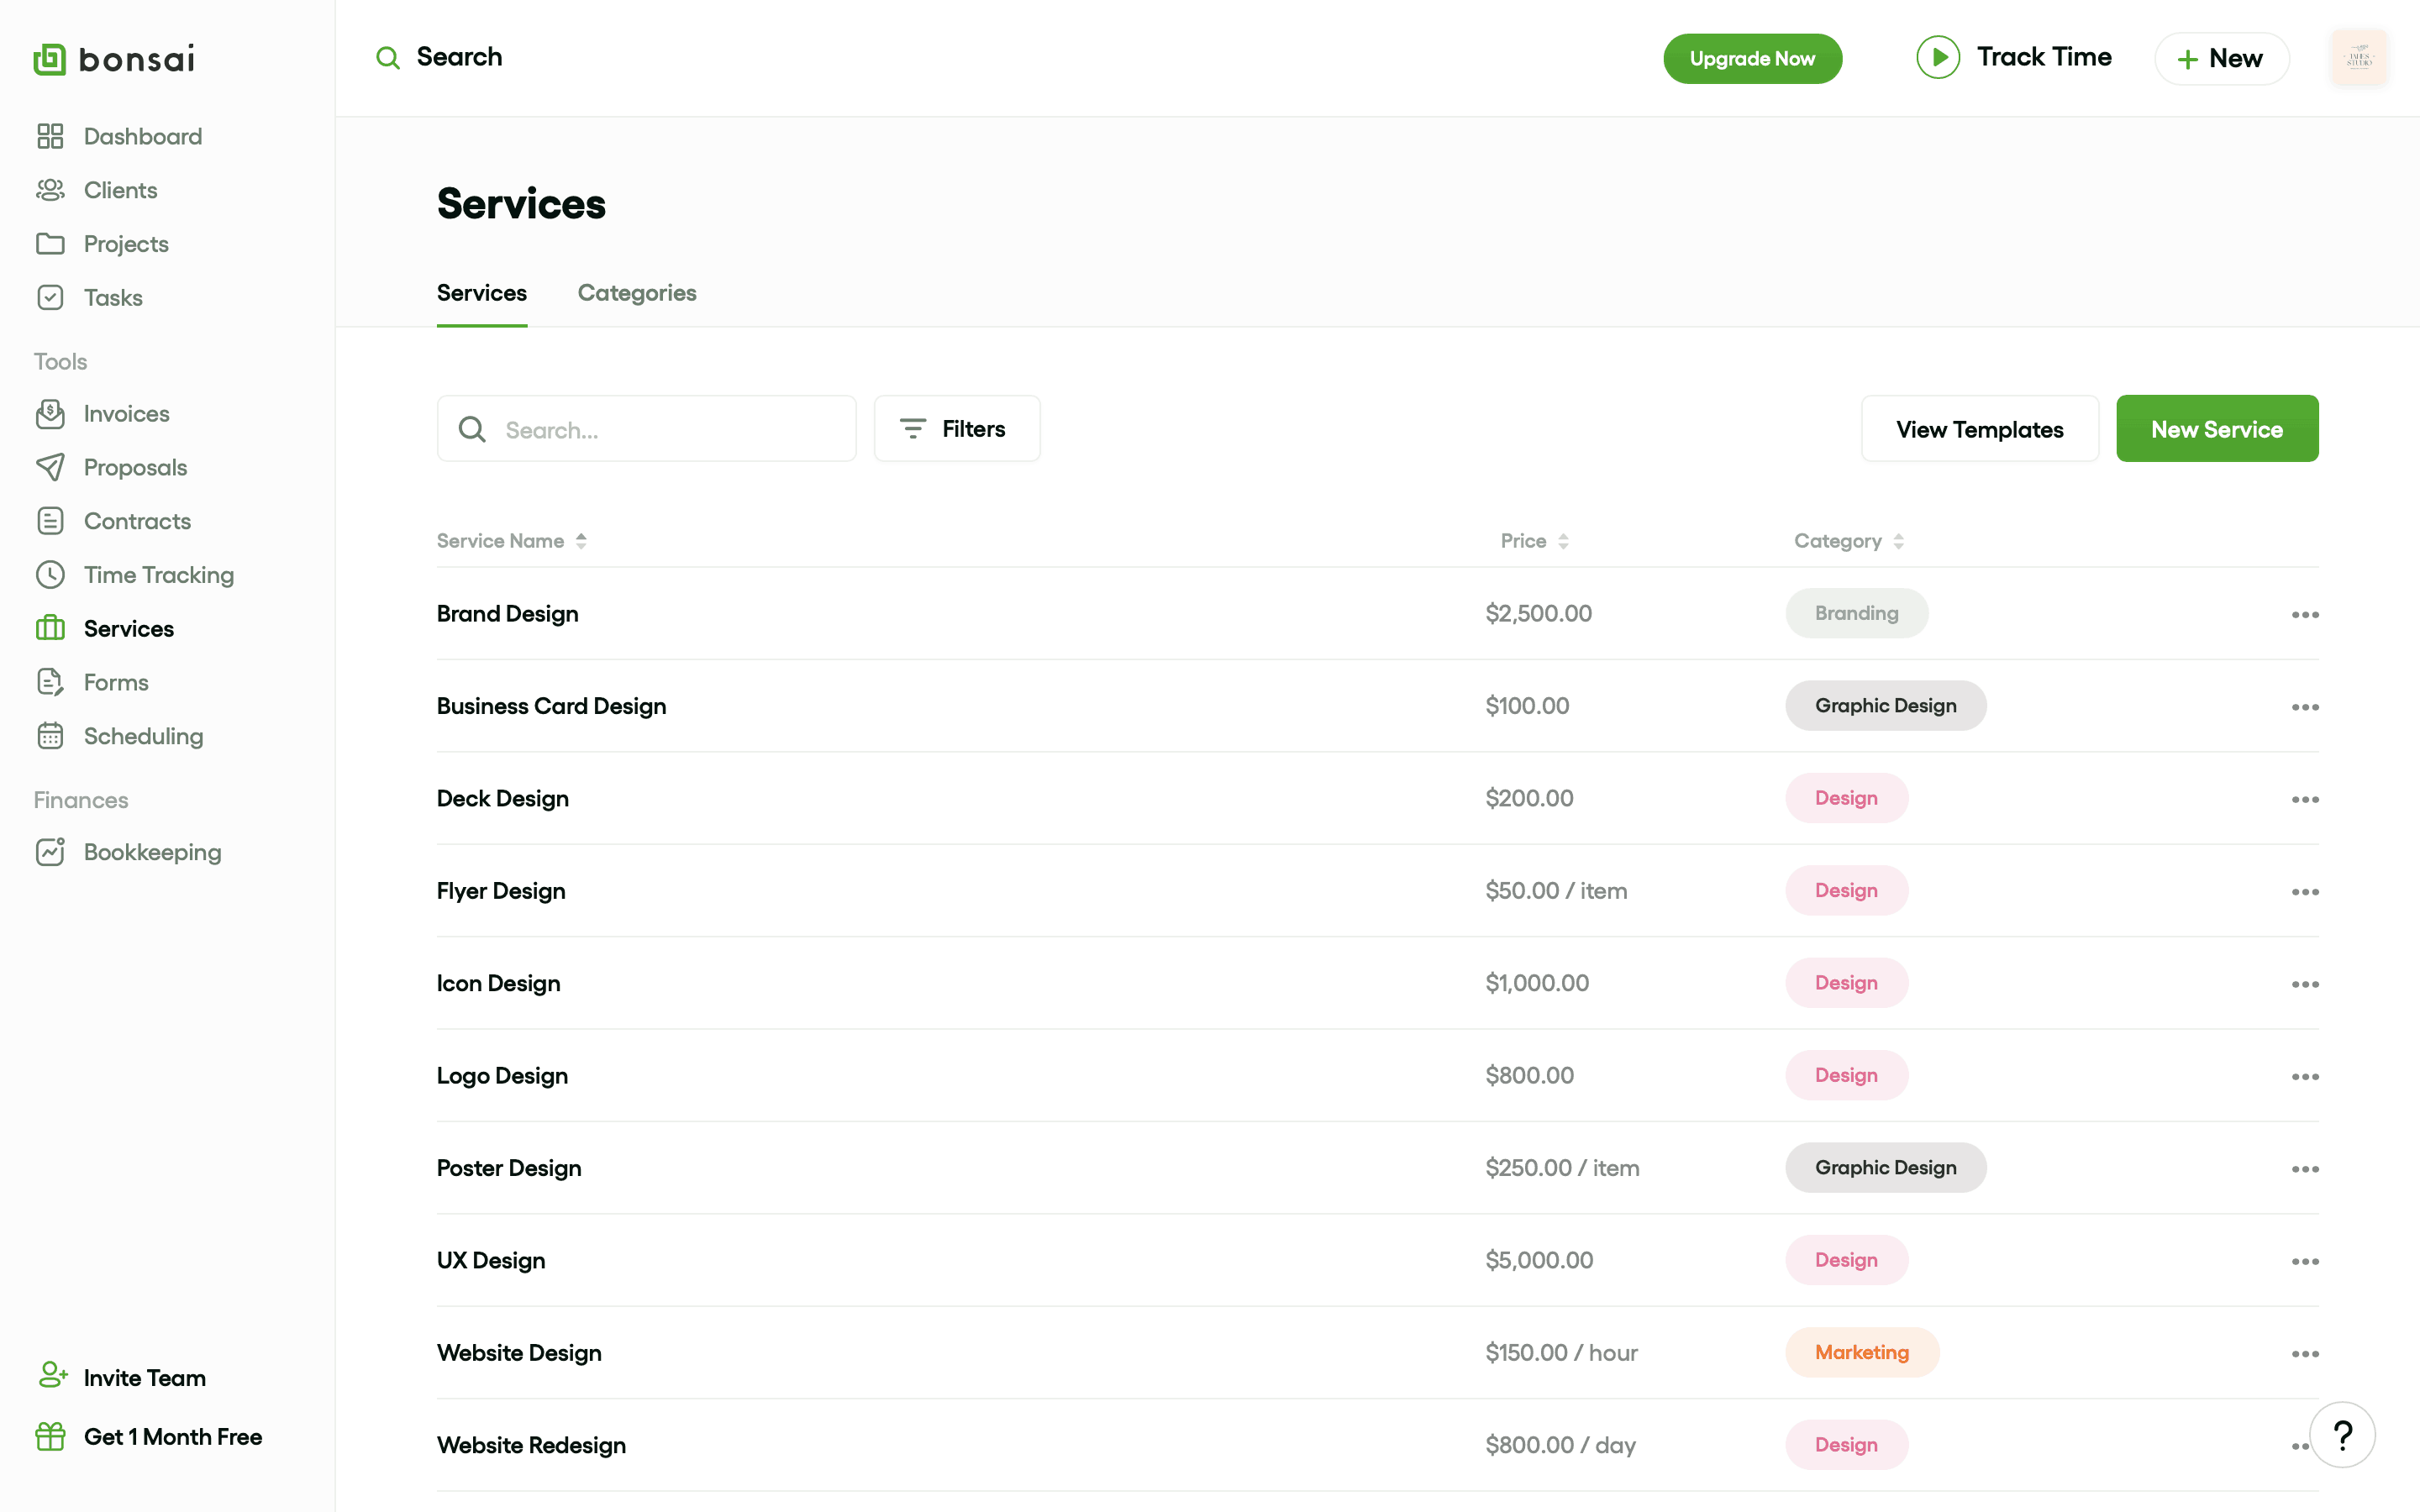 bonsai
Search
Upgrade Now
Track Time
New
JADE'S
STUDIO
Dashboard
Clients
Projects
Tasks
Tools
Invoices
Proposals
Contracts
Time Tracking
Services
Forms
Scheduling
Finances
Bookkeeping
Invite Team
Get 1 Month Free
Services
Services Categories
Search...
Filters
View Templates
New Service
Service Name Price Category
Brand Design $2,500.00 Branding
Business Card Design $100.00 Graphic Design
Deck Design $200.00 Design
Flyer Design $50.00 / item Design
Icon Design $1,000.00 Design
Logo Design $800.00 Design
Poster Design $250.00 / item Graphic Design
UX Design $5,000.00 Design
Website Design $150.00 / hour Marketing
Website Redesign $800.00 / day Design
?